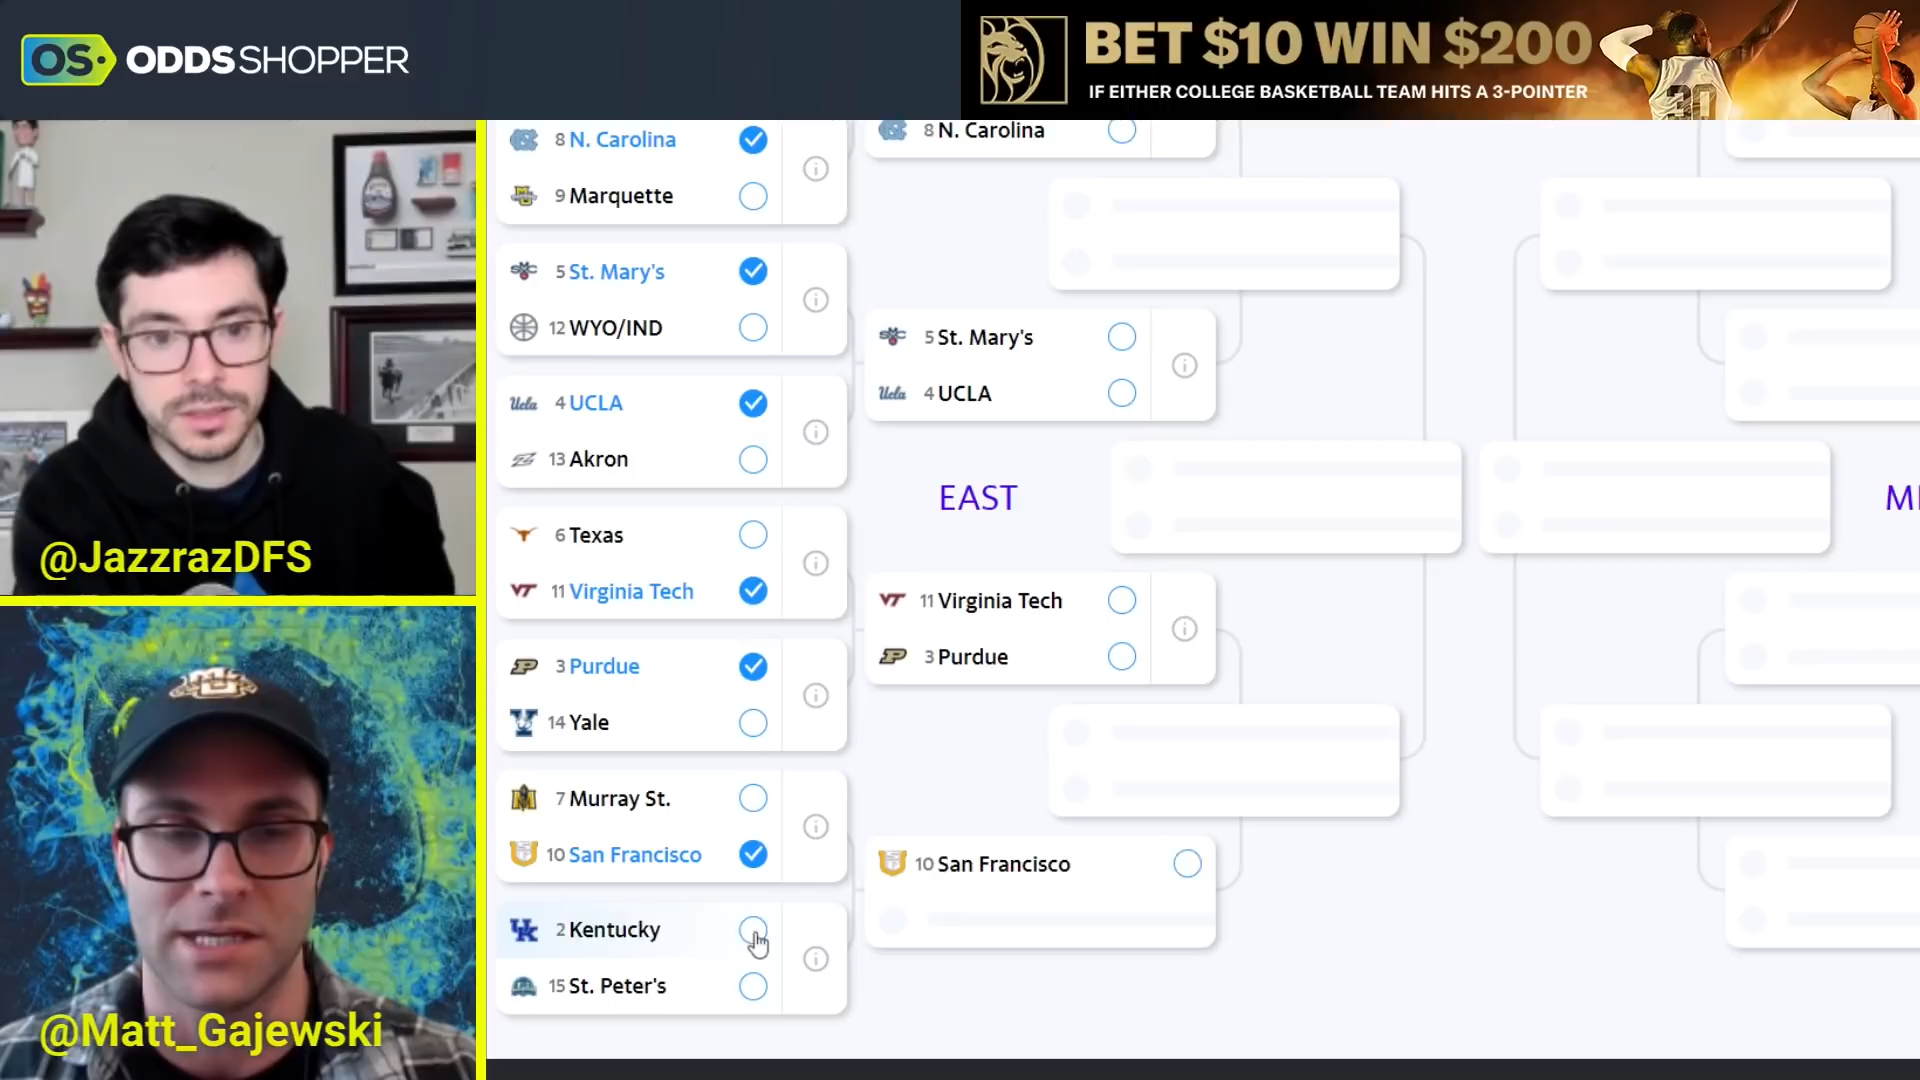 OS. ODDSSHOPPER
BET $10 WIN $200
IF EITHER COLLEGE BASKETBALL TEAM HITS A 3-POINTER
@JazzrazDFS
@Matt_Gajewski
8 N. Carolina
9 Marquette
5 St. Mary's
12 WYO/IND
4 UCLA
13 Akron
6 Texas
11 Virginia Tech
3 Purdue
14 Yale
7 Murray St.
10 San Francisco
2 Kentucky
15 St. Peter's
8 N. Carolina
5 St. Mary's
4 UCLA
EAST
11 Virginia Tech
3 Purdue
10 San Francisco